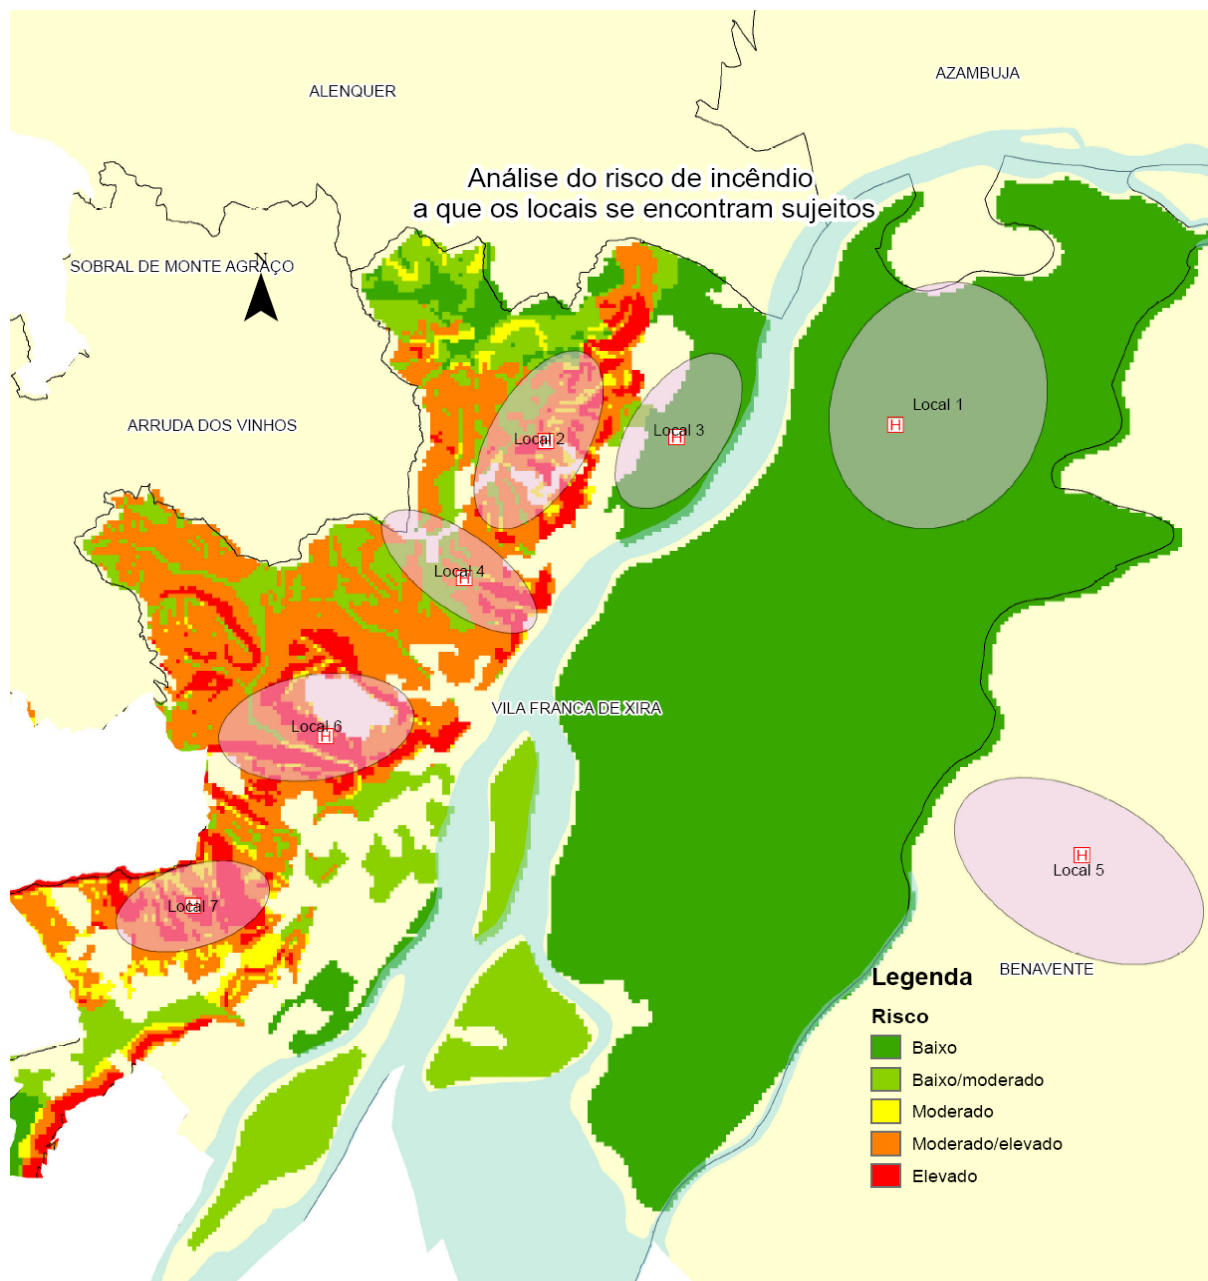 AZAMBUJA
ALENQUER
Análise do risco de incêndio
a que os locais se encontram sujeitos
N
SOBRAL DE MONTE AGRAÇO
Local 1
H
ARRUDA DOS VINHOS
Local 2
H
Local 3
H
Local 4
H
VILA FRANCA DE XIRA
Local 6
H
H
Local 5
Local 7
H
BENAVENTE
Legenda
Risco
Baixo
Baixo/moderado
Moderado
Moderado/elevado
Elevado